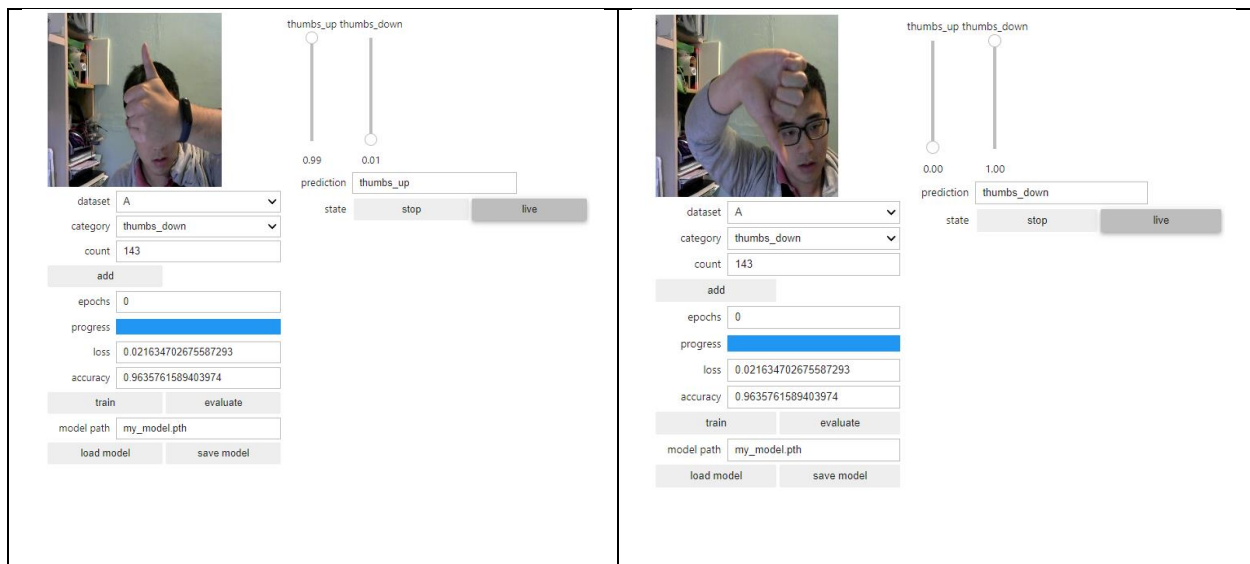 thumbs_up thumbs_down
0.99 0.01
prediction thumbs_up
state stop live
dataset A
category thumbs_down
count 143
add
epochs 0
progress
loss 0.021634702675587293
accuracy 0.9635761589403974
train evaluate
model path my_model.pth
load model save model
thumbs_up thumbs_down
0.00 1.00
prediction thumbs_down
state stop live
dataset A
category thumbs_down
count 143
add
epochs 0
progress
loss 0.021634702675587293
accuracy 0.9635761589403974
train evaluate
model path my_model.pth
load model save model